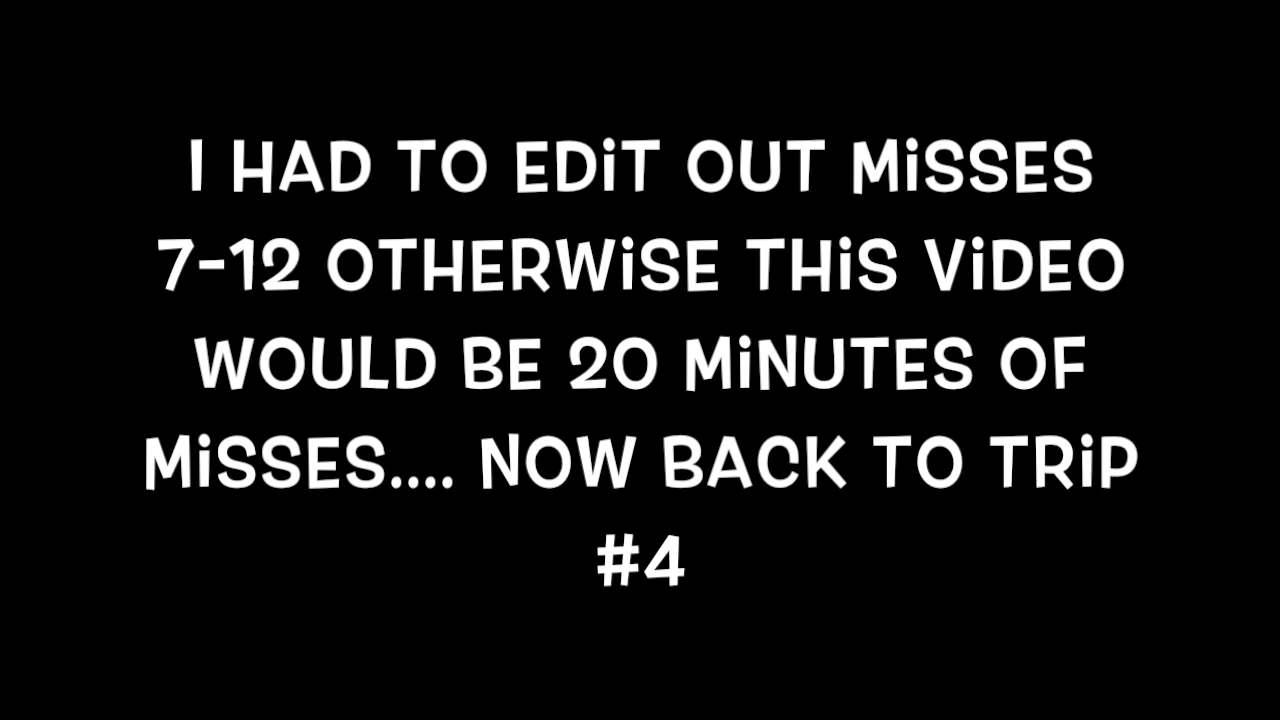 I HAD TO EDiT OUT MiSSES
7-12 OTHERWiSE THiS ViDEO
WOULD BE 20 MiNUTES OF
MiSSES.... NOW BACK TO TRiP
#4